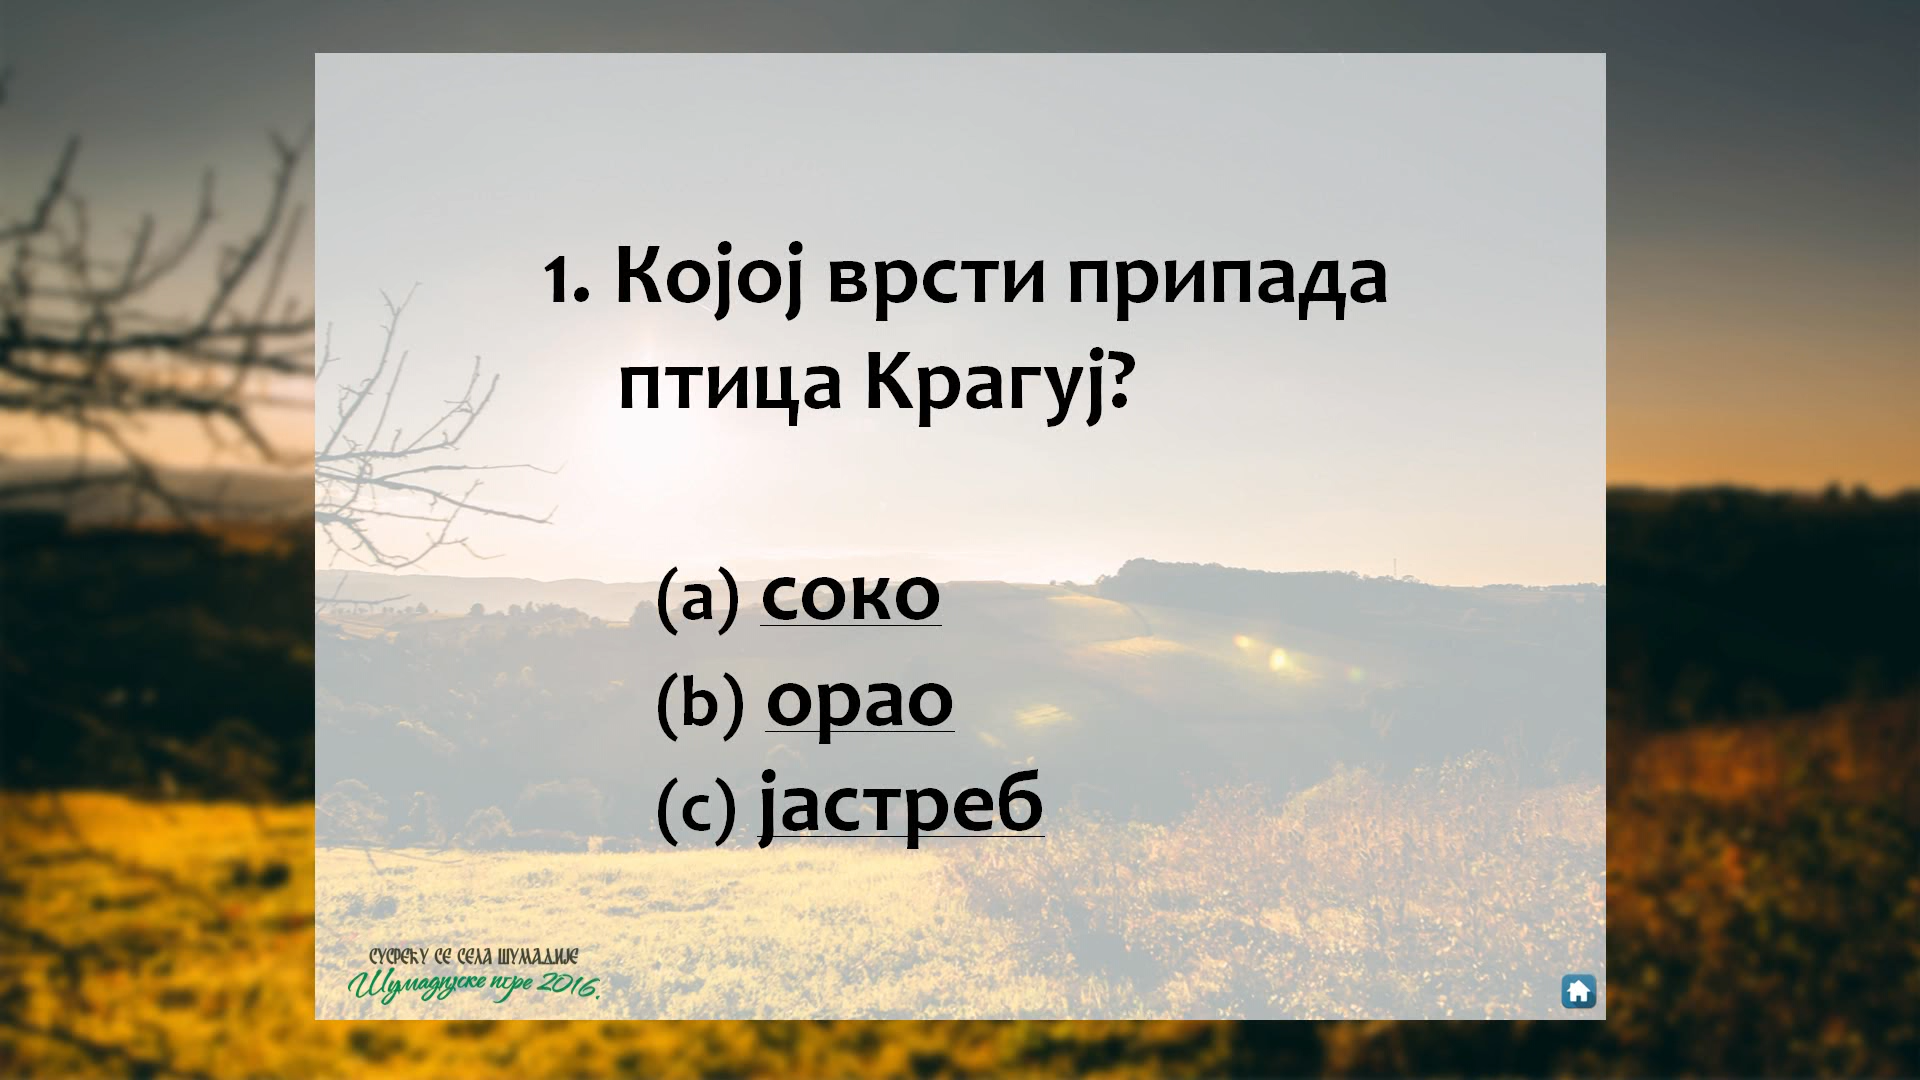 1. Којој врсти припада
птица Крагуј?
(a) соко
(b) орао
(c) јастреб
СУСРЕЋУ СЕ СЕЛА ШУМАДИЈЕ
Шумадијске игре 2016.